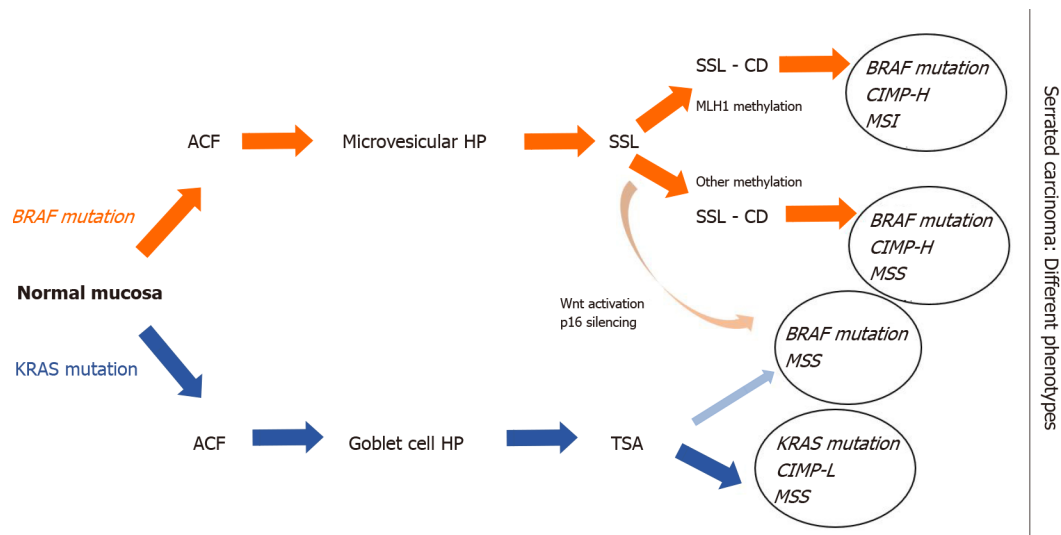 SSL - CD
BRAF mutation
CIMP-H
MSI
MLH1 methylation
ACF
Microvesicular HP
SSL
Other methylation
SSL - CD
BRAF mutation
CIMP-H
MSS
BRAF mutation
Normal mucosa
Wnt activation
p16 silencing
BRAF mutation
MSS
KRAS mutation
ACF
Goblet cell HP
TSA
KRAS mutation
CIMP-L
MSS
Serrated carcinoma: Different phenotypes